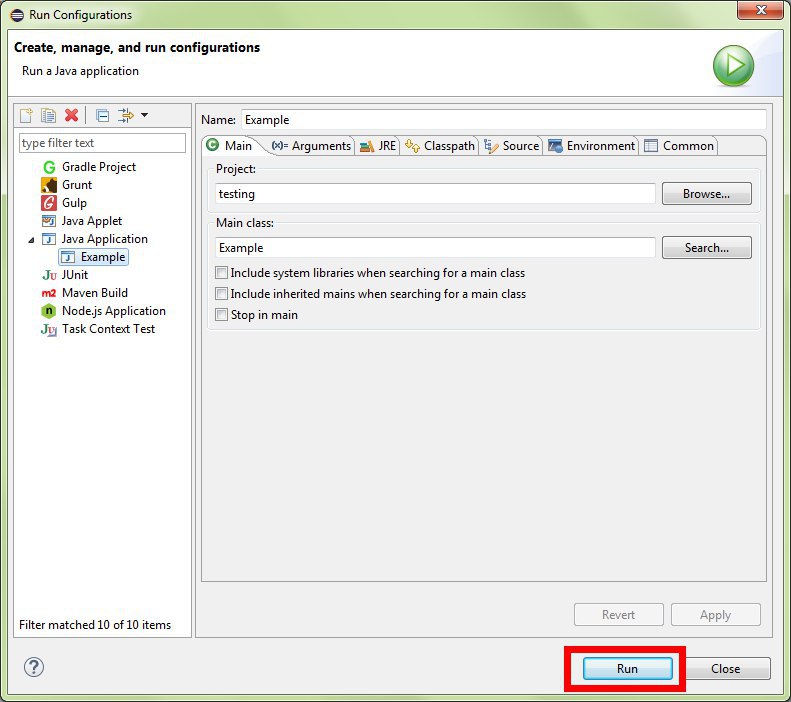 Run Configurations
Create, manage, and run configurations
Run a Java application
type filter text
Gradle Project
Grunt
Gulp
Java Applet
Java Application
Example
JUnit
Maven Build
Node.js Application
Task Context Test
Filter matched 10 of 10 items
Name: Example
Main (x)= Arguments JRE Classpath Source Environment Common
Project:
testing Browse...
Main class:
Example Search...
Include system libraries when searching for a main class
Include inherited mains when searching for a main class
Stop in main
Revert Apply
? Run Close